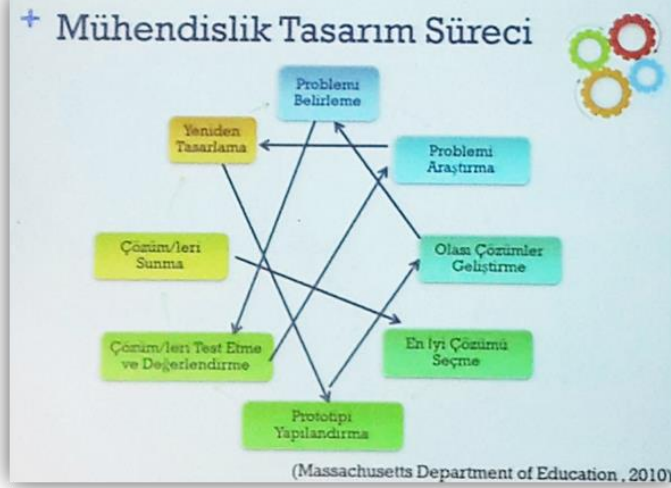 + Mühendislik Tasarım Süreci
Problemi
Belirleme
Yeniden
Tasarlama
Problemi
Araştırma
Çözüm/leri
Sunma
Olası Çözümler
Geliştirme
Çözüm/leri Test Etme
ve Değerlendirme
En İyi Çözümü
Seçme
Prototipi
Yapılandırma
(Massachusetts Department of Education , 2010)